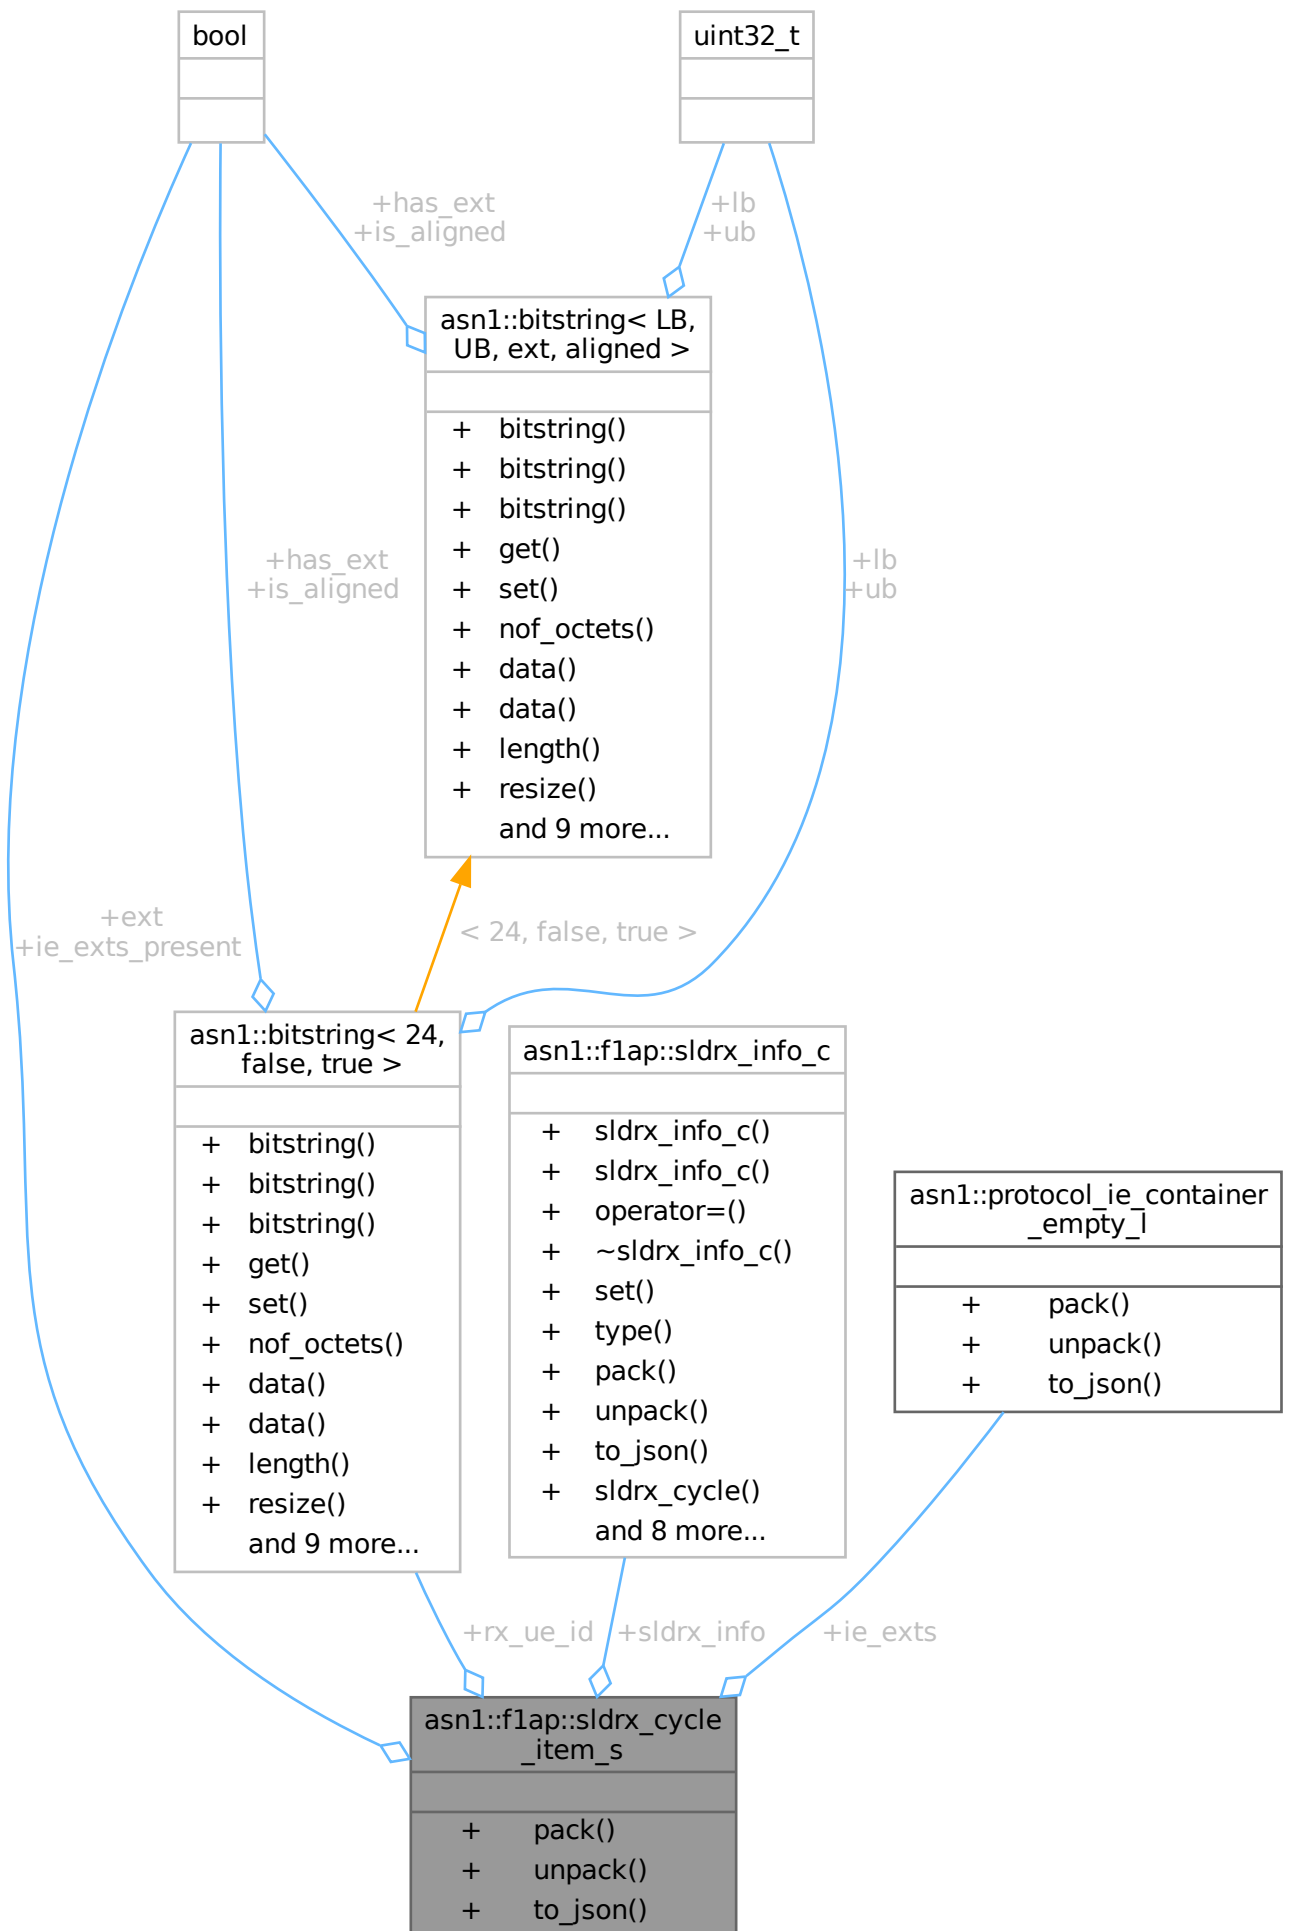 bool
uint32_t
+has_ext
+is_aligned
+lb
+ub
asn1::bitstring< LB,
UB, ext, aligned >
+ bitstring()
+ bitstring()
+ bitstring()
+ get()
+ set()
+ nof_octets()
+ data()
+ data()
+ length()
+ resize()
and 9 more...
+has_ext
+is_aligned
+lb
+ub
+ext
+ie_exts_present
< 24, false, true >
asn1::bitstring< 24,
false, true >
+ bitstring()
+ bitstring()
+ bitstring()
+ get()
+ set()
+ nof_octets()
+ data()
+ data()
+ length()
+ resize()
and 9 more...
asn1::f1ap::sldrx_info_c
+ sldrx_info_c()
+ sldrx_info_c()
+ operator=()
+ ~sldrx_info_c()
+ set()
+ type()
+ pack()
+ unpack()
+ to_json()
+ sldrx_cycle()
and 8 more...
asn1::protocol_ie_container
_empty_l
+ pack()
+ unpack()
+ to_json()
+rx_ue_id
+sldrx_info
+ie_exts
asn1::f1ap::sldrx_cycle
_item_s
+ pack()
+ unpack()
+ to_json()